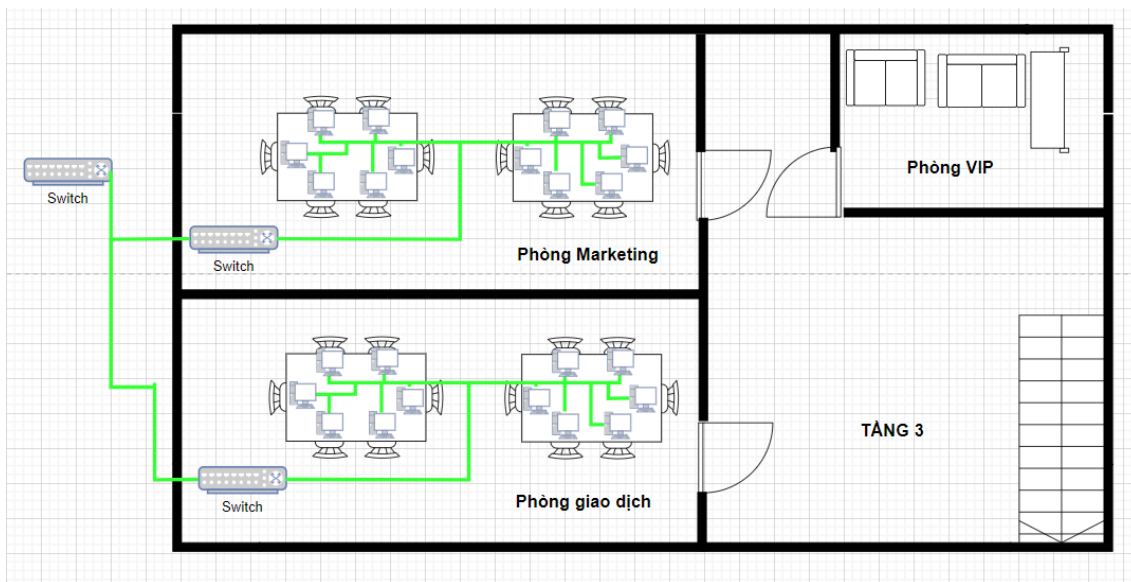 Phòng VIP
Switch
Phòng Marketing
Switch
TẦNG 3
Phòng giao dịch
Switch